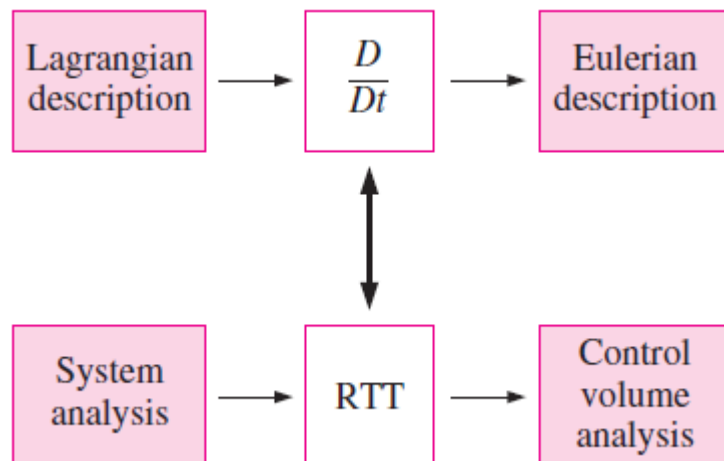 Lagrangian
description
D
Dt
Eulerian
description
System
analysis
RTT
Control
volume
analysis